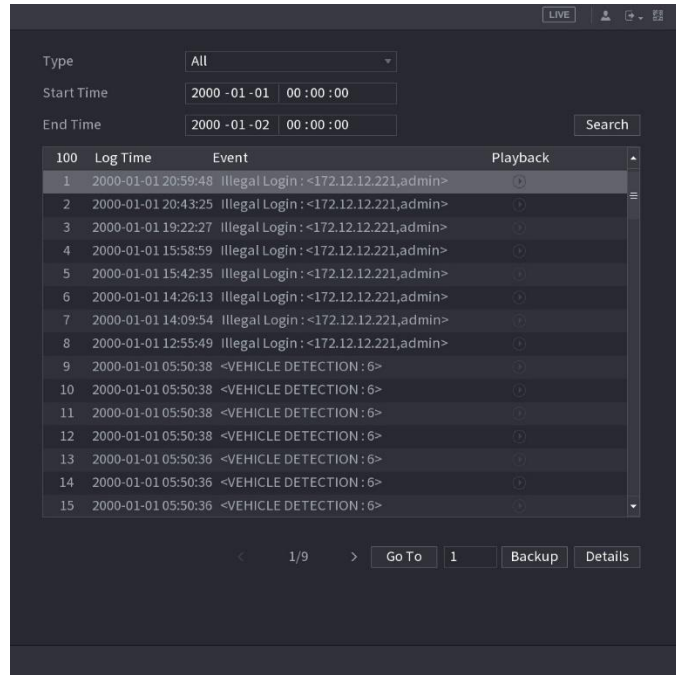 LIVE
Type All
Start Time 2000 -01 -01 00 : 00 : 00
End Time 2000 -01 -02 00 : 00 : 00 Search
100 Log Time Event Playback
1 2000-01-01 20:59:48 Illegal Login : <172.12.12.221,admin>
2 2000-01-01 20:43:25 Illegal Login : <172.12.12.221,admin>
3 2000-01-01 19:22:27 Illegal Login : <172.12.12.221,admin>
4 2000-01-01 15:58:59 Illegal Login : <172.12.12.221,admin>
5 2000-01-01 15:42:35 Illegal Login : <172.12.12.221,admin>
6 2000-01-01 14:26:13 Illegal Login : <172.12.12.221,admin>
7 2000-01-01 14:09:54 Illegal Login : <172.12.12.221,admin>
8 2000-01-01 12:55:49 Illegal Login : <172.12.12.221,admin>
9 2000-01-01 05:50:38 <VEHICLE DETECTION : 6>
10 2000-01-01 05:50:38 <VEHICLE DETECTION : 6>
11 2000-01-01 05:50:38 <VEHICLE DETECTION : 6>
12 2000-01-01 05:50:38 <VEHICLE DETECTION : 6>
13 2000-01-01 05:50:36 <VEHICLE DETECTION : 6>
14 2000-01-01 05:50:36 <VEHICLE DETECTION : 6>
15 2000-01-01 05:50:36 <VEHICLE DETECTION : 6>
< 1/9 > Go To 1 Backup Details